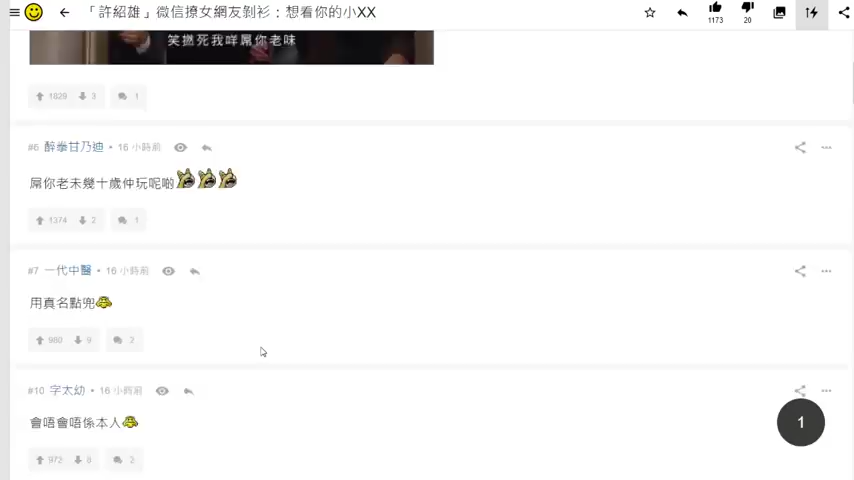 「許紹雄」微信撩女網友剝衫：想看你的小XX
1173
20
笑撚死我咩屌你老味
1829 3 1
#6 醉拳甘乃迪 • 16 小時前
屌你老未幾十歲仲玩呢啲
1374 2 1
#7 一代中醫 • 16 小時前
用真名點兜
980 9 2
#10 字太幼 • 16 小時前
會唔會唔係本人
972 8 2
1